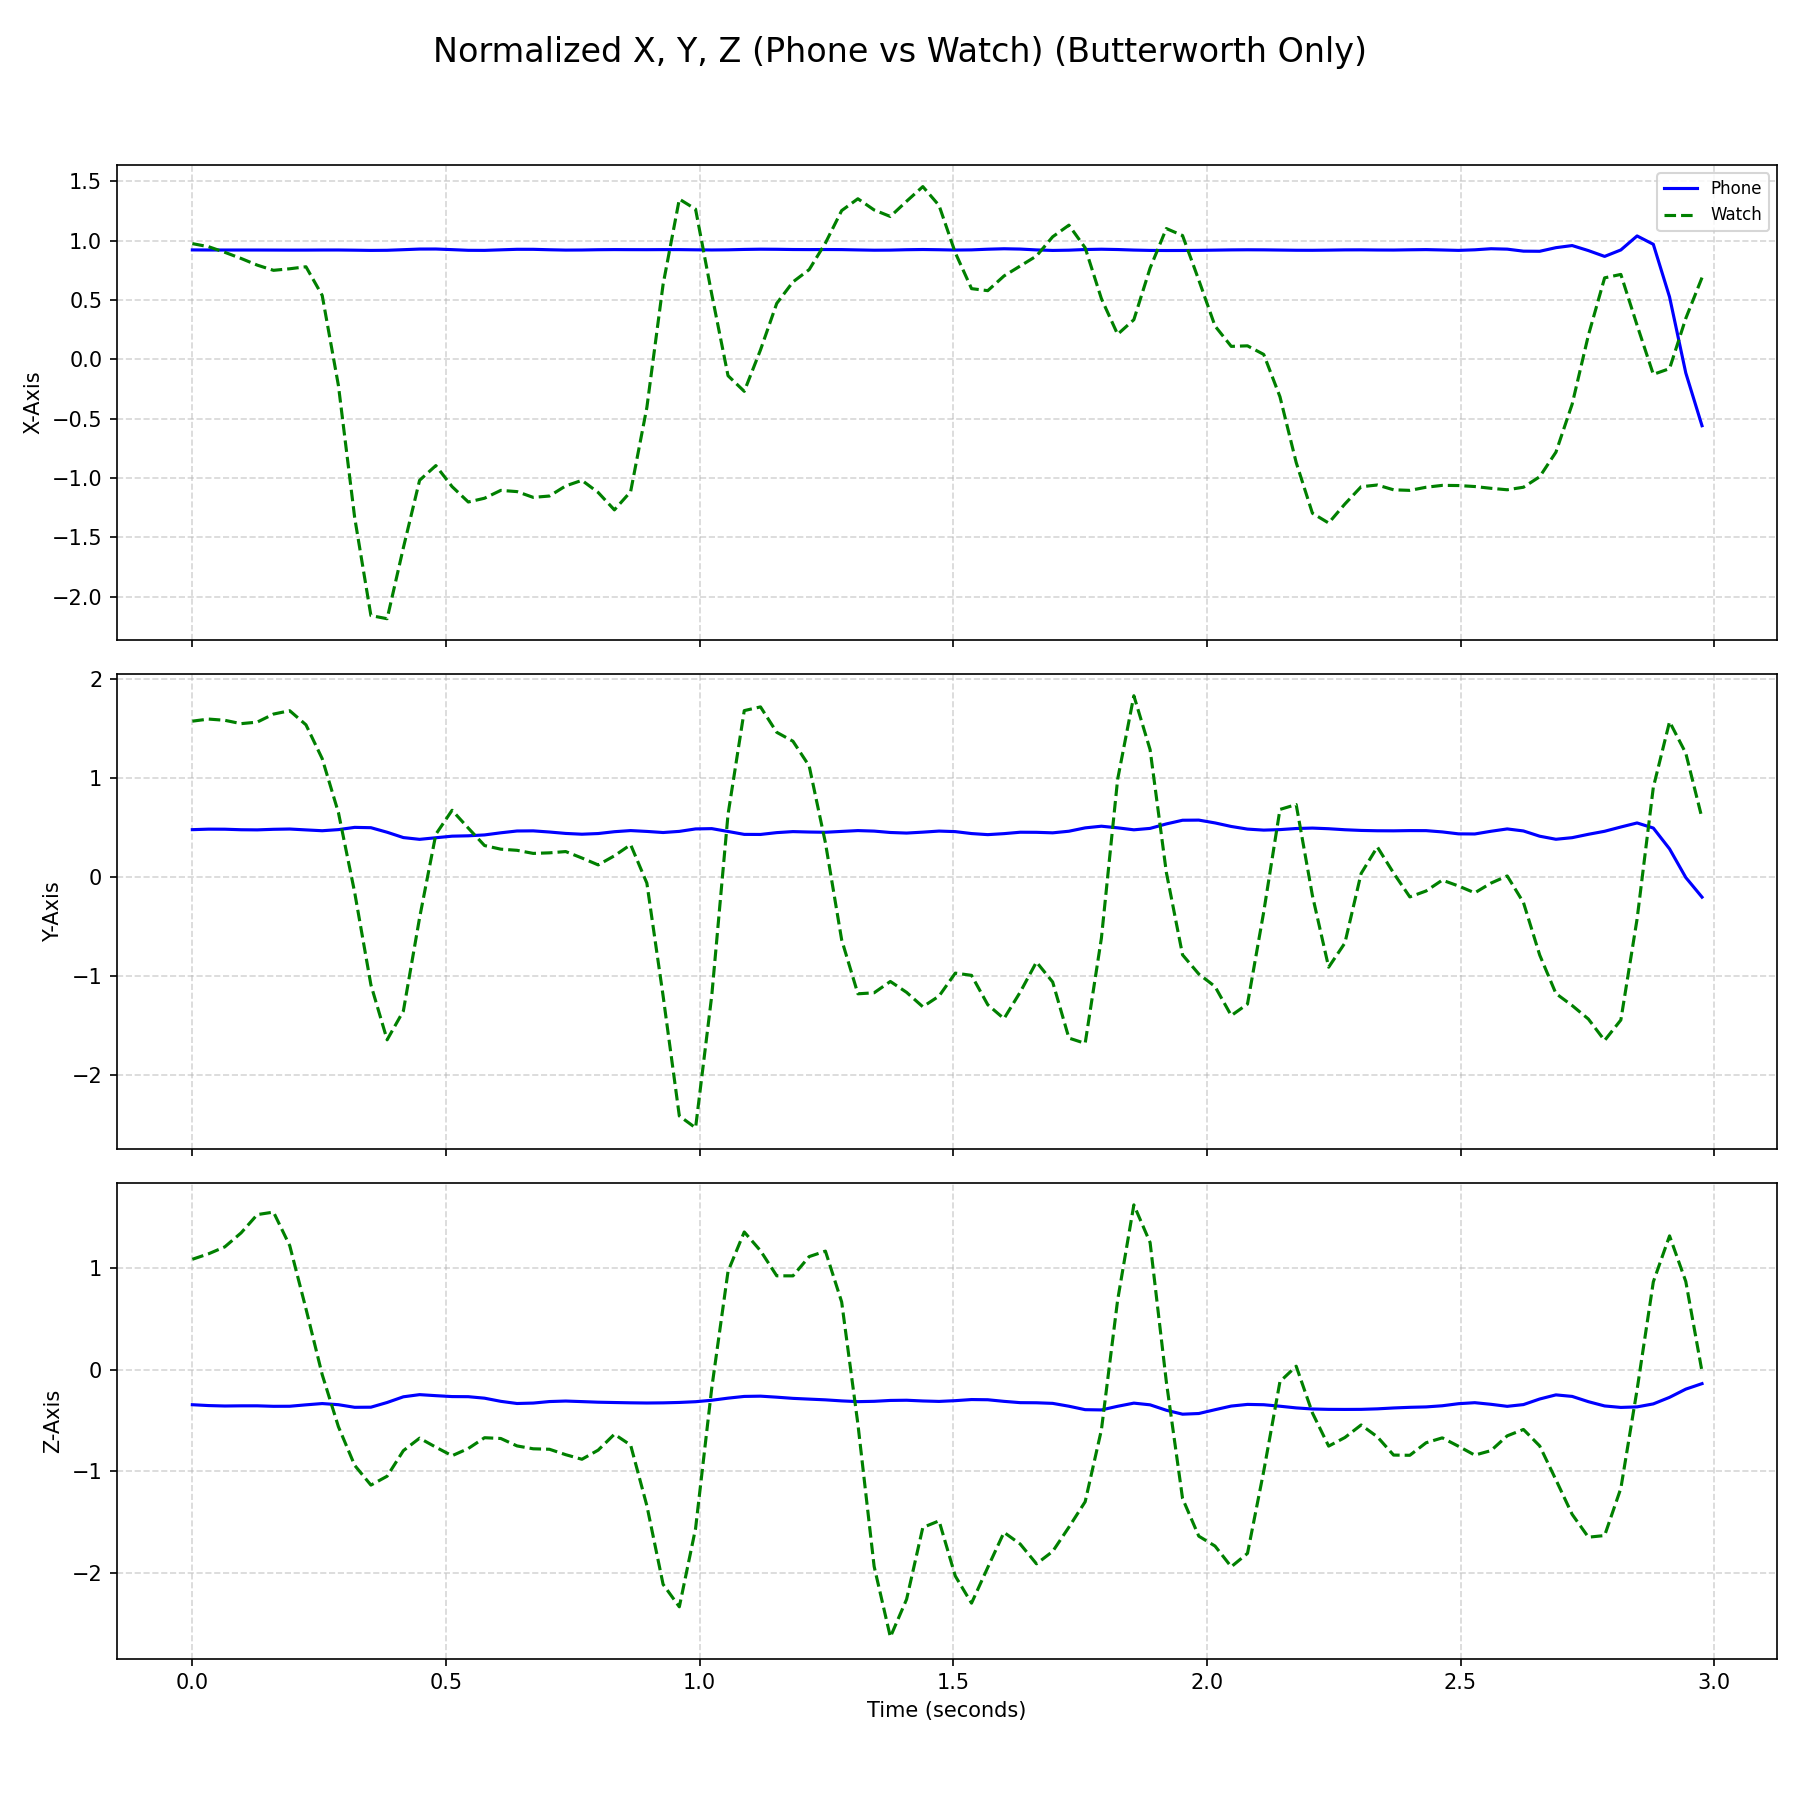 Normalized X, Y, Z (Phone vs Watch) (Butterworth Only)
Phone
Watch
1.5
1.0
0.5
0.0
−0.5
−1.0
−1.5
−2.0
X-Axis
2
1
0
−1
−2
Y-Axis
1
0
−1
−2
Z-Axis
0.0 0.5 1.0 1.5 2.0 2.5 3.0
Time (seconds)